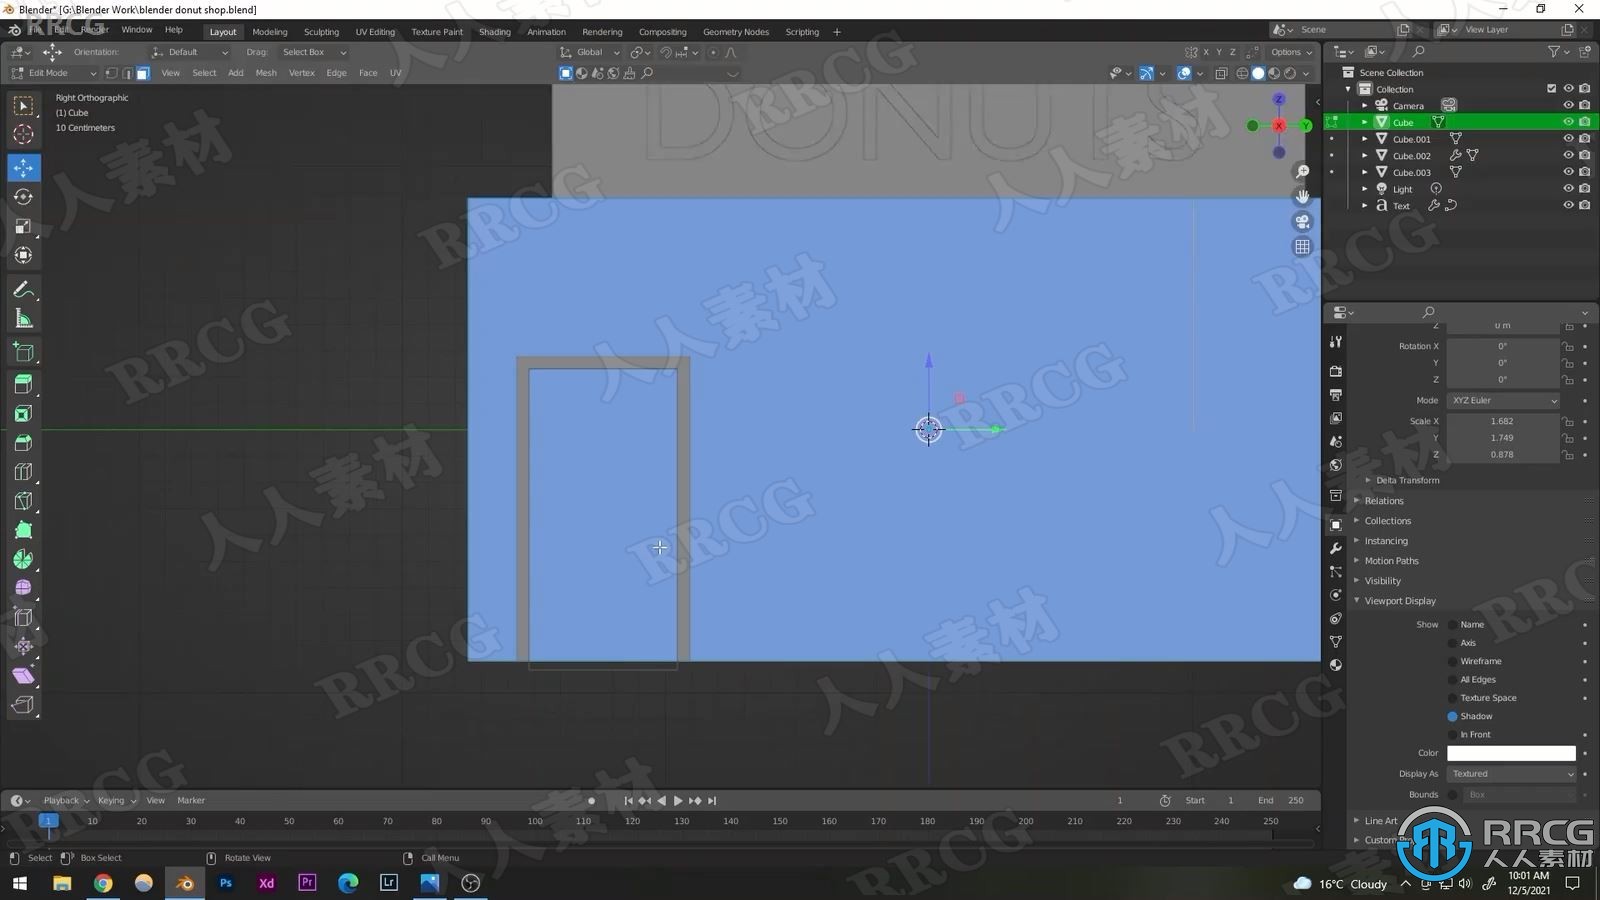 Blender* [G:\Blender Work\blender donut shop.blend]
File Edit Render Window Help Layout Modeling Sculpting UV Editing Texture Paint Shading Animation Rendering Compositing Geometry Nodes Scripting + Scene View Layer
Orientation: Default Drag: Select Box Global X Y Z Options
Edit Mode View Select Add Mesh Vertex Edge Face UV
Right Orthographic
(1) Cube
10 Centimeters
DONUTS
Z
X
Y
Scene Collection
Collection
Camera
Cube
Cube.001
Cube.002
Cube.003
Light
Text
Z 0 m
Rotation X 0°
Y 0°
Z 0°
Mode XYZ Euler
Scale X 1.682
Y 1.749
Z 0.878
Delta Transform
Relations
Collections
Instancing
Motion Paths
Visibility
Viewport Display
Show Name
Axis
Wireframe
All Edges
Texture Space
Shadow
In Front
Color
Display As Textured
Bounds Box
Line Art
Custom Pro
Playback Keying View Marker 1 Start 1 End 250
1 10 20 30 40 50 60 70 80 90 100 110 120 130 140 150 160 170 180 190 200 210 220 230 240 250
Select Box Select Rotate View Call Menu
Ps Xd Pr Lr
16°C Cloudy
10:01 AM
12/5/2021
RRCG
人人素材